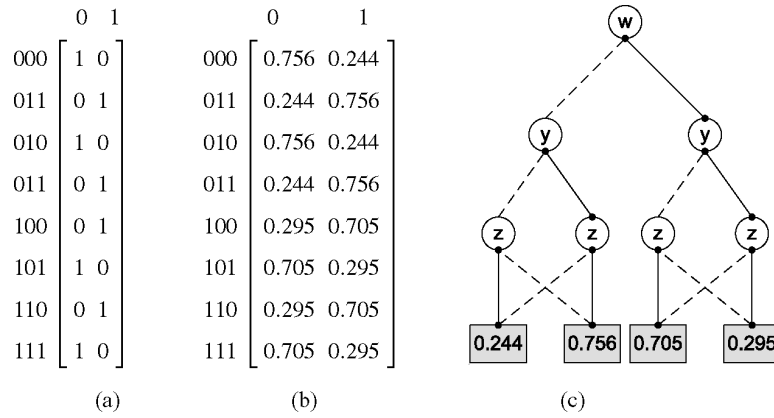 0 1
000 1 0
011 0 1
010 1 0
011 0 1
100 0 1
101 1 0
110 0 1
111 1 0
(a)
0 1
000 0.756 0.244
011 0.244 0.756
010 0.756 0.244
011 0.244 0.756
100 0.295 0.705
101 0.705 0.295
110 0.295 0.705
111 0.705 0.295
(b)
w
y y
z z z z
0.244 0.756 0.705 0.295
(c)